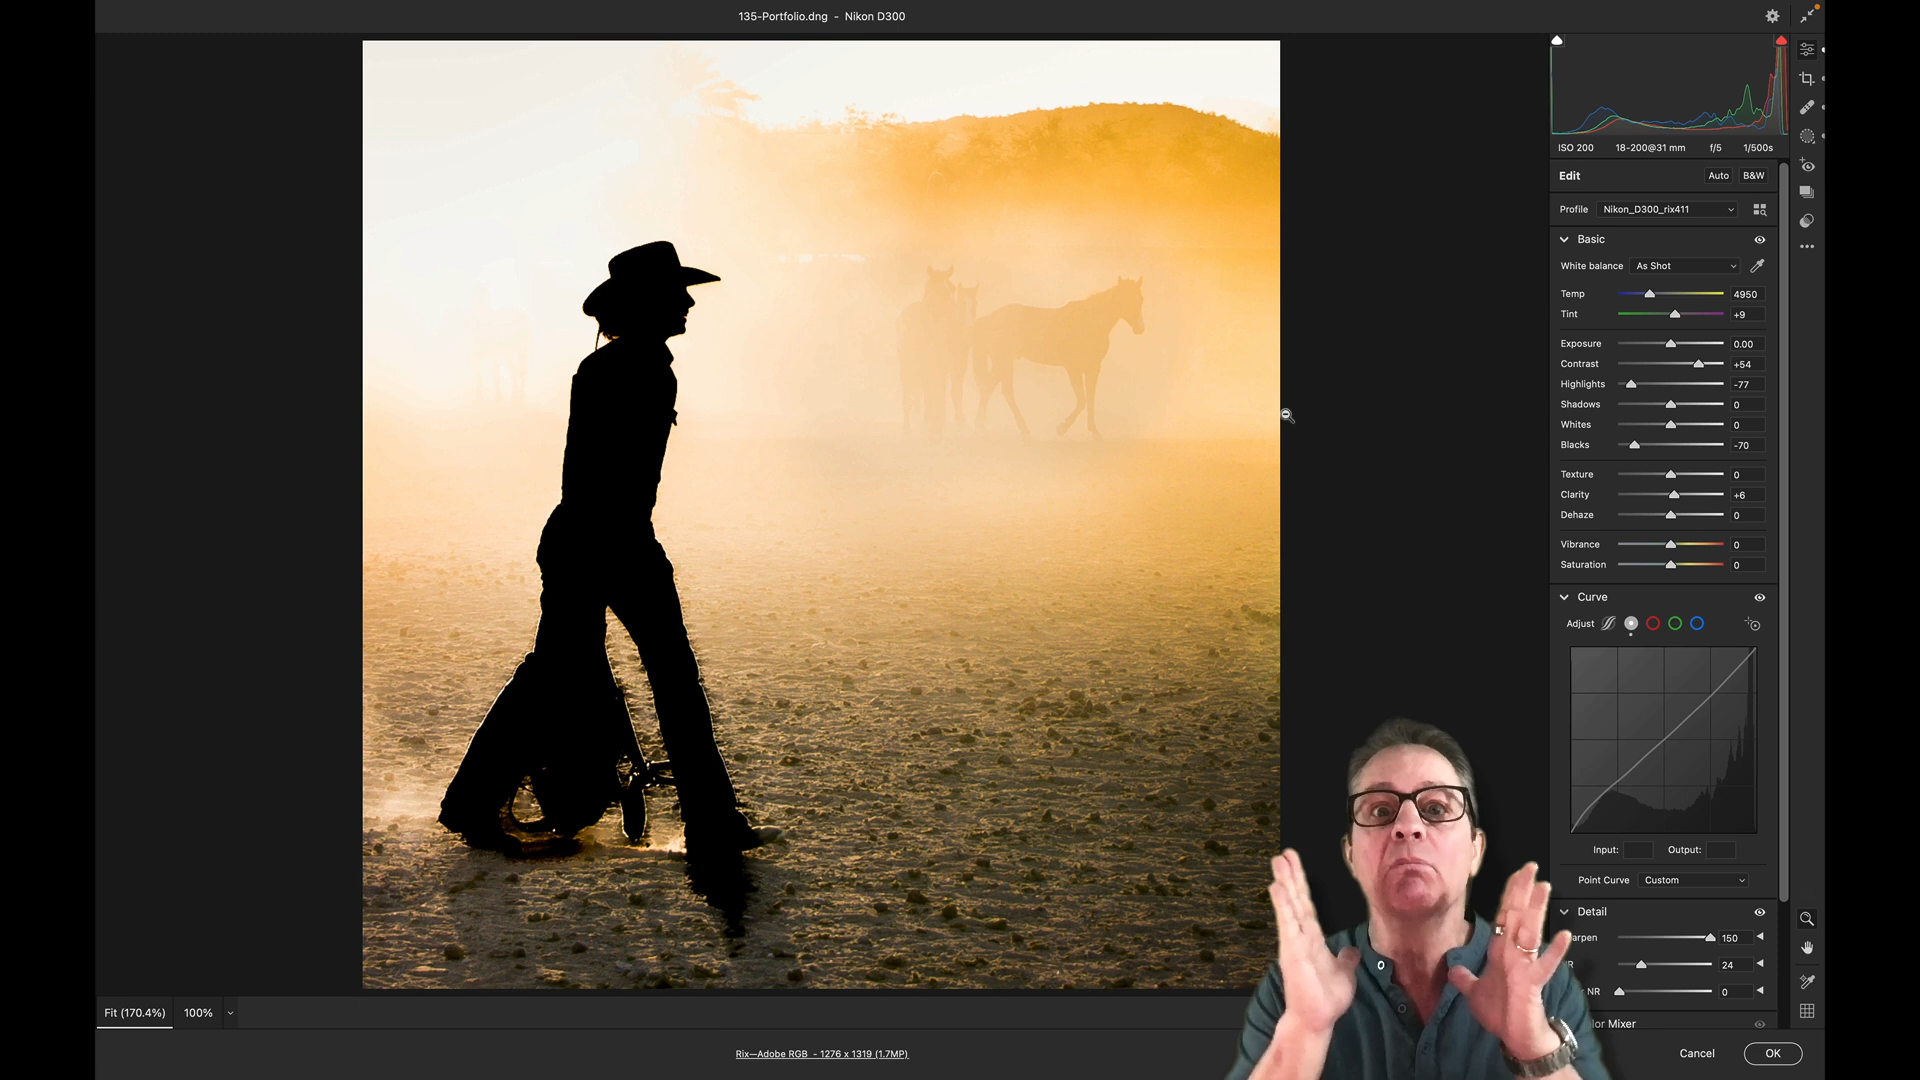 135-Portfolio.dng - Nikon D300
ISO 200 18-200@31 mm f/5 1/500s
Edit Auto B&W
Profile Nikon_D300_rix411
Basic
White balance As Shot
Temp 4950
Tint +9
Exposure 0.00
Contrast +54
Highlights -77
Shadows 0
Whites 0
Blacks -70
Texture 0
Clarity +6
Dehaze 0
Vibrance 0
Saturation 0
Curve
Adjust
Input: Output:
Point Curve Custom
Detail
arpen 150
R 24
NR 0
lor Mixer
Fit (170.4%) 100%
Rix—Adobe RGB - 1276 x 1319 (1.7MP)
Cancel OK